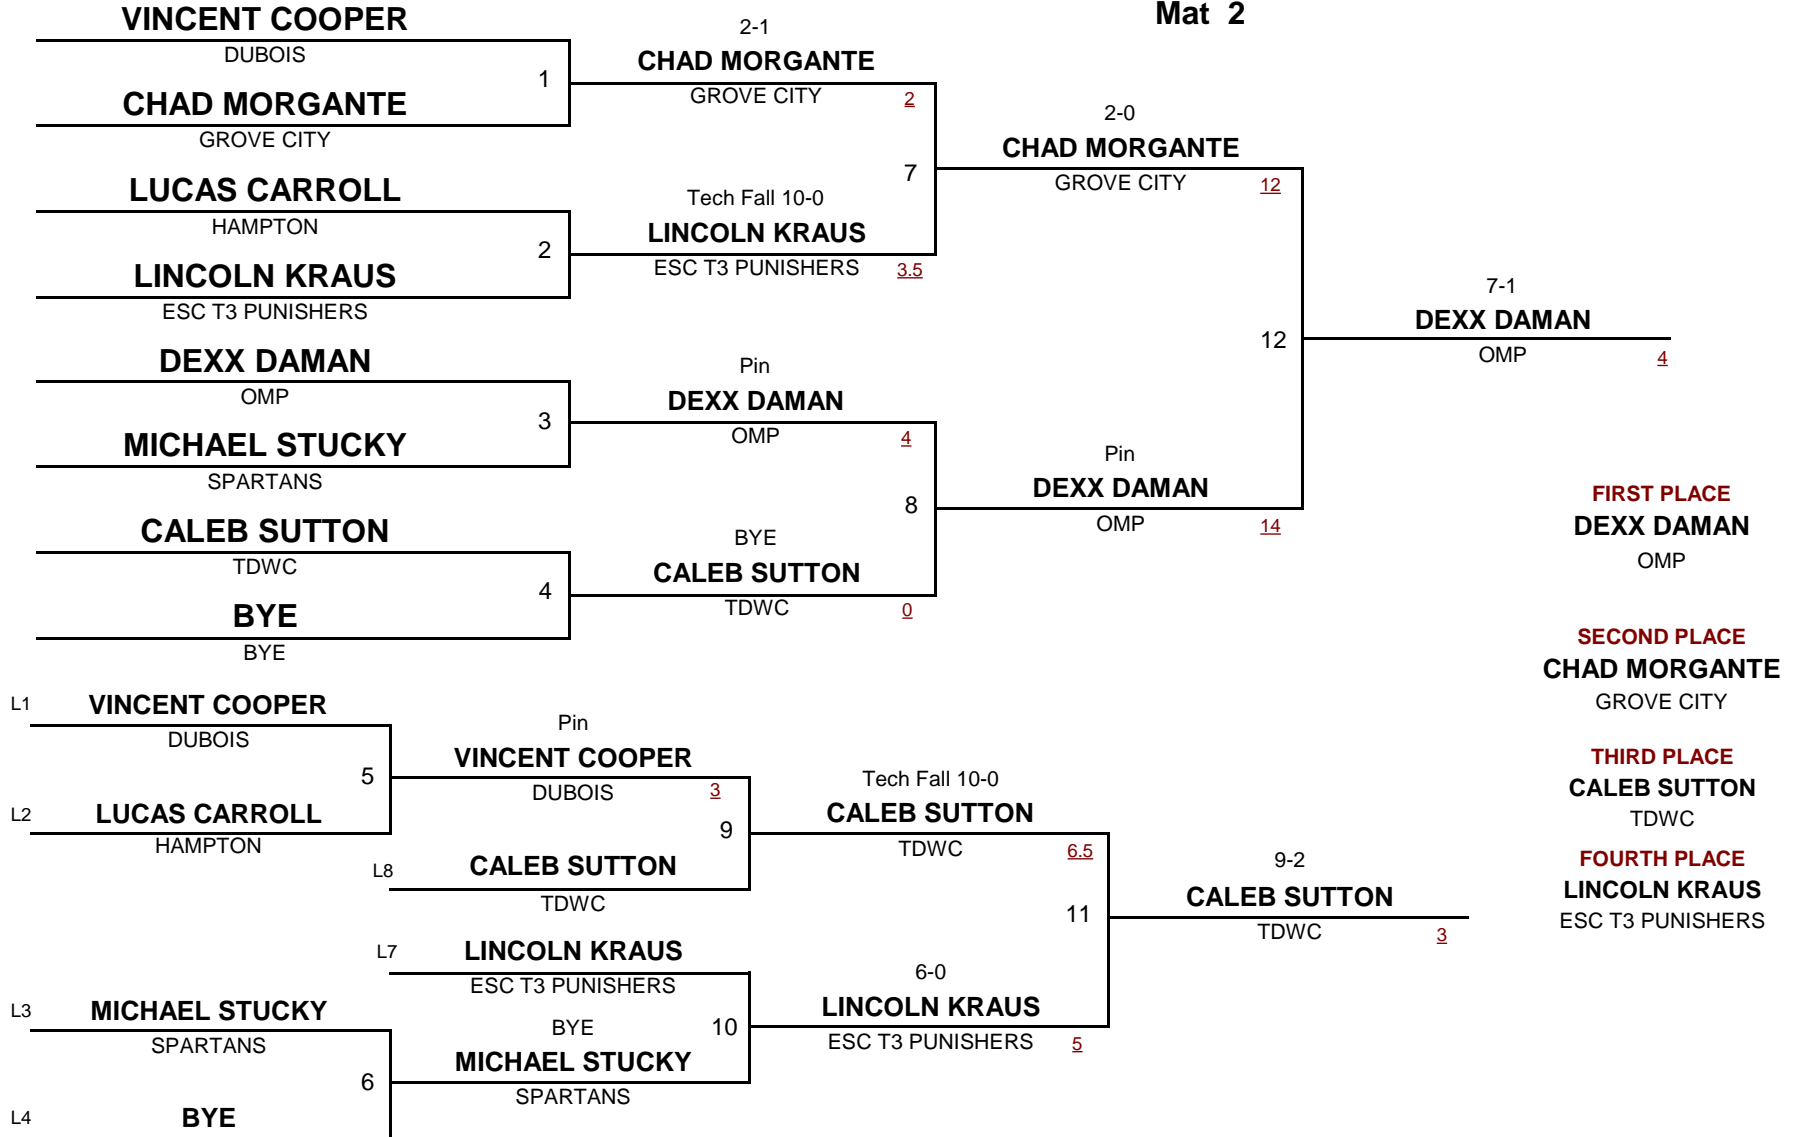 Mat 2
VINCENT COOPER
DUBOIS
1
CHAD MORGANTE
GROVE CITY
LUCAS CARROLL
HAMPTON
2
LINCOLN KRAUS
ESC T3 PUNISHERS
DEXX DAMAN
OMP
3
MICHAEL STUCKY
SPARTANS
CALEB SUTTON
TDWC
4
BYE
BYE
2-1
CHAD MORGANTE
GROVE CITY 2
7
Tech Fall 10-0
LINCOLN KRAUS
ESC T3 PUNISHERS 3.5
Pin
DEXX DAMAN
OMP 4
8
BYE
CALEB SUTTON
TDWC 0
2-0
CHAD MORGANTE
GROVE CITY 12
12
Pin
DEXX DAMAN
OMP 14
7-1
DEXX DAMAN
OMP 4
L1 VINCENT COOPER
DUBOIS
5
L2 LUCAS CARROLL
HAMPTON
Pin
VINCENT COOPER
DUBOIS 3
9
L8 CALEB SUTTON
TDWC
L7 LINCOLN KRAUS
ESC T3 PUNISHERS
10
BYE
MICHAEL STUCKY
SPARTANS
L3 MICHAEL STUCKY
SPARTANS
6
L4 BYE
Tech Fall 10-0
CALEB SUTTON
TDWC 6.5
11
6-0
LINCOLN KRAUS
ESC T3 PUNISHERS 5
9-2
CALEB SUTTON
TDWC 3
FIRST PLACE
DEXX DAMAN
OMP
SECOND PLACE
CHAD MORGANTE
GROVE CITY
THIRD PLACE
CALEB SUTTON
TDWC
FOURTH PLACE
LINCOLN KRAUS
ESC T3 PUNISHERS